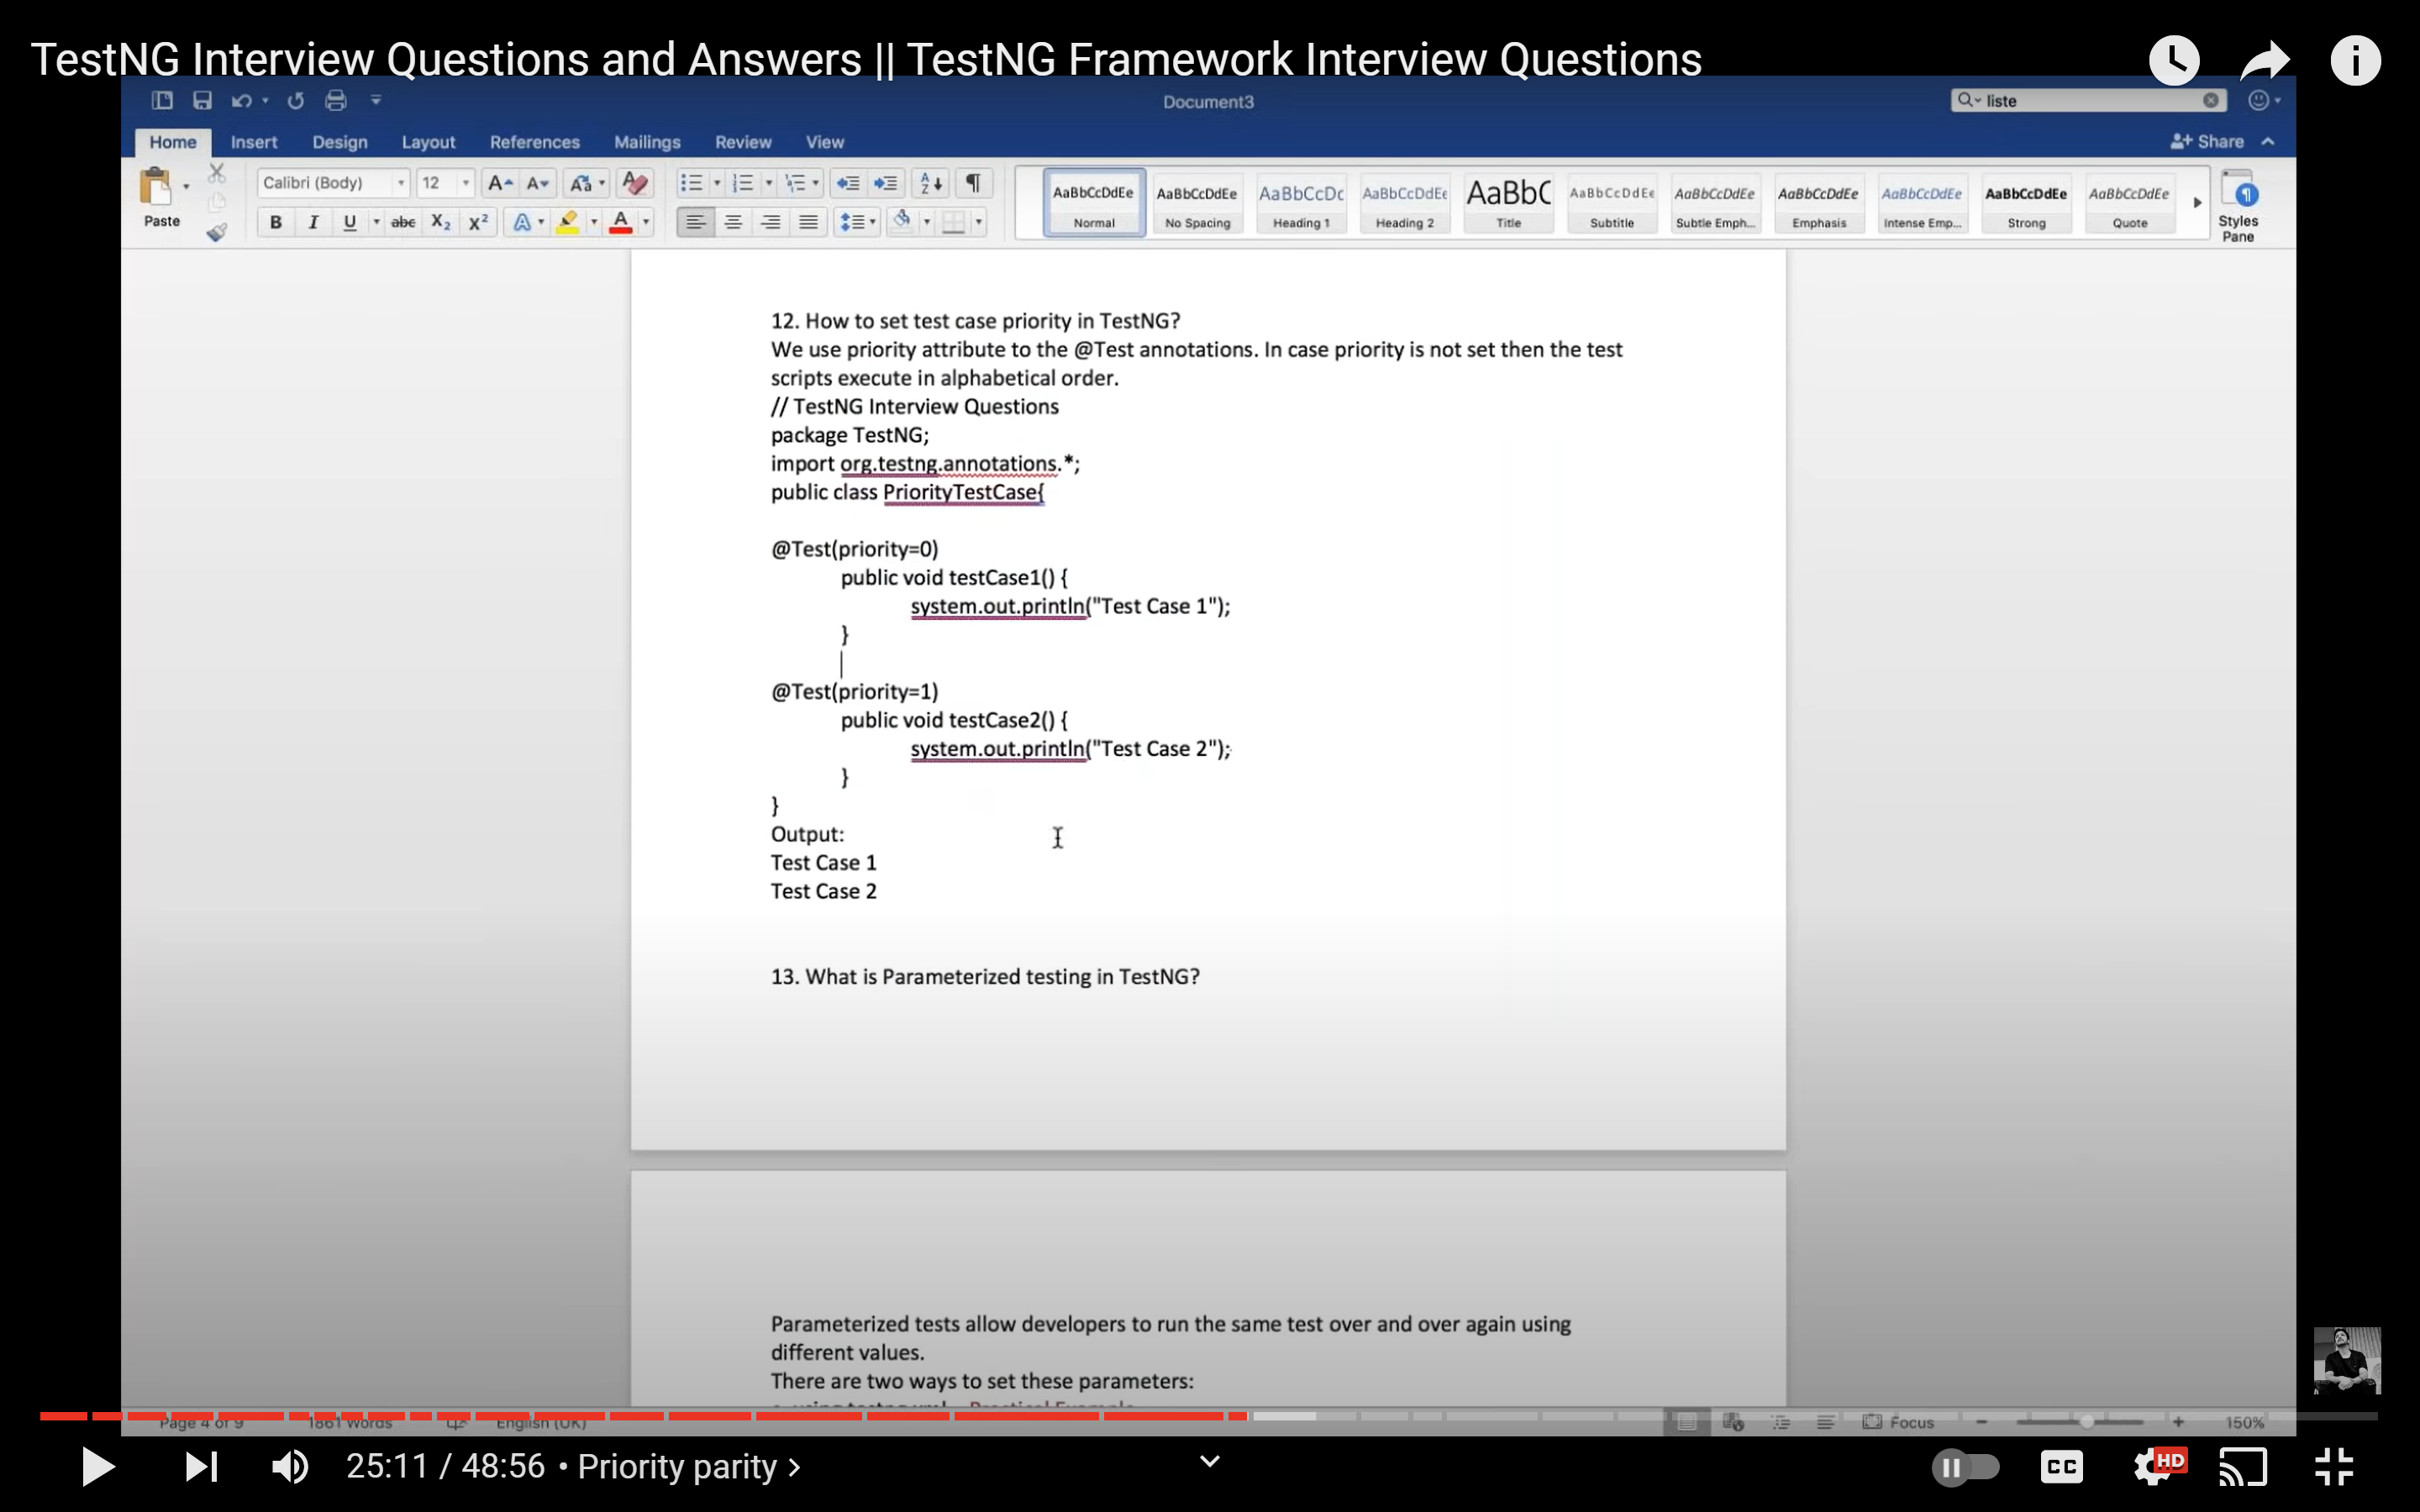 TestNG Interview Questions and Answers || TestNG Framework Interview Questions
Document3
liste
Home Insert Design Layout References Mailings Review View
Share
Paste
Calibri (Body) 12
AaBbCcDdEe AaBbCcDdEe AaBbCcDc AaBbCcDdEe AaBbC AaBbCcDdEe AaBbCcDdEe AaBbCcDdEe AaBbCcDdEe AaBbCcDdEe AaBbCcDdEe
Normal No Spacing Heading 1 Heading 2 Title Subtitle Subtle Emph... Emphasis Intense Emp... Strong Quote
Styles
Pane
B I U abc X2 X2 A A
12. How to set test case priority in TestNG?
We use priority attribute to the @Test annotations. In case priority is not set then the test
scripts execute in alphabetical order.
// TestNG Interview Questions
package TestNG;
import org.testng.annotations.*;
public class PriorityTestCase{
@Test(priority=0)
public void testCase1() {
system.out.println("Test Case 1");
}
@Test(priority=1)
public void testCase2() {
system.out.println("Test Case 2");
}
}
Output:
Test Case 1
Test Case 2
13. What is Parameterized testing in TestNG?
Parameterized tests allow developers to run the same test over and over again using
different values.
There are two ways to set these parameters:
Page 4 of 9 1861 Words English (UK) Focus 150%
25:11 / 48:56 • Priority parity
CC HD